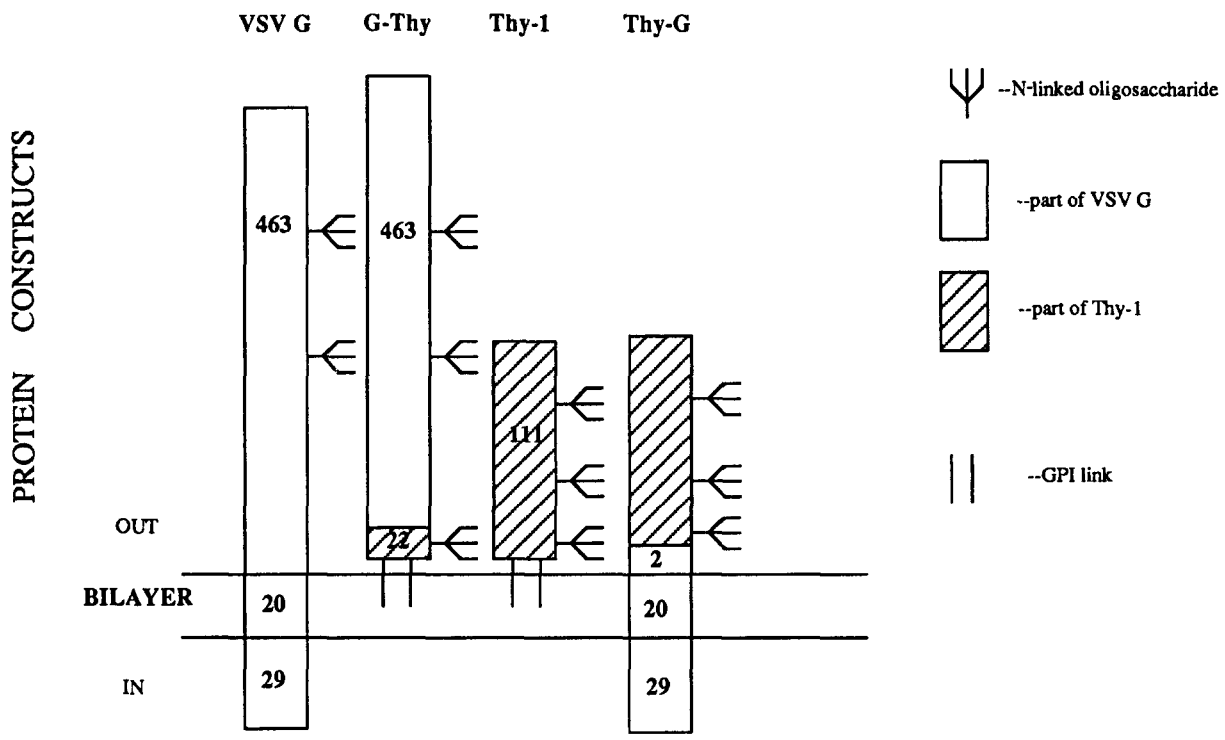 VSV G G-Thy Thy-1 Thy-G
--N-linked oligosaccharide
PROTEIN CONSTRUCTS
463 463
--part of VSV G
--part of Thy-1
111
--GPI link
OUT
22
2
BILAYER 20 20
IN 29 29